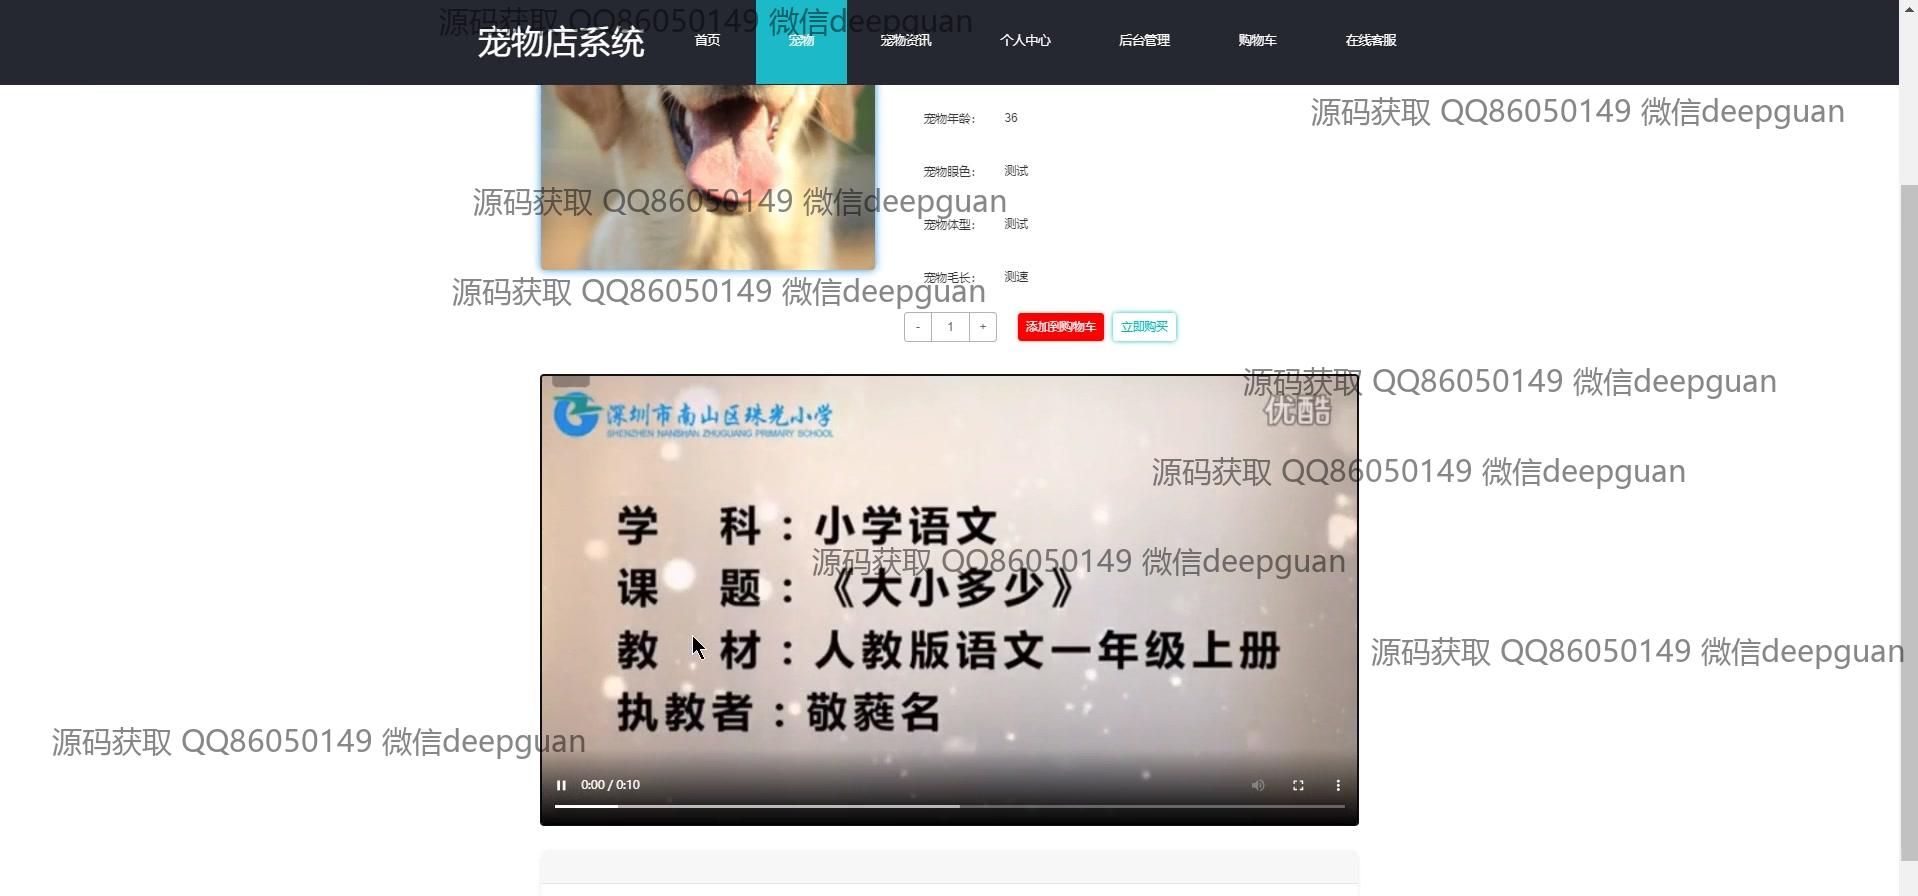 源码获取 QQ86050149 微信deepguan
宠物店系统 首页 宠物 宠物资讯 个人中心 后台管理 购物车 在线客服
源码获取 QQ86050149 微信deepguan
宠物年龄： 36
宠物眼色： 测试
源码获取 QQ86050149 微信deepguan
宠物体型： 测试
宠物毛长： 测速
源码获取 QQ86050149 微信deepguan
- 1 + 添加到购物车 立即购买
源码获取 QQ86050149 微信deepguan
深圳市南山区珠光小学
SHENZHEN NANSHAN ZHUGUANG PRIMARY SCHOOL
优酷
源码获取 QQ86050149 微信deepguan
学 科：小学语文
源码获取 QQ86050149 微信deepguan
课 题：《大小多少》
教 材：人教版语文一年级上册
源码获取 QQ86050149 微信deepguan
执教者：敬蕤名
源码获取 QQ86050149 微信deepguan
0:00 / 0:10